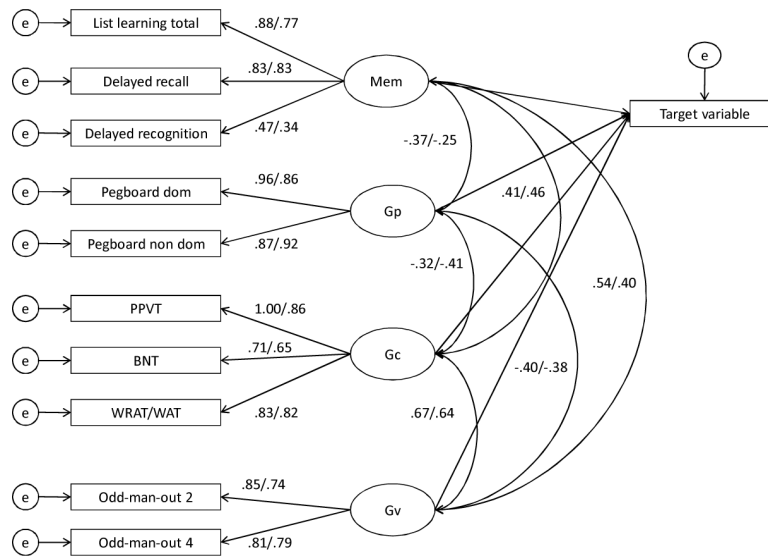 e List learning total .88/.77
e Delayed recall .83/.83 Mem
e Delayed recognition .47/.34
e
Target variable
-.37/-.25
e Pegboard dom .96/.86
Gp .41/.46
e Pegboard non dom .87/.92
-.32/-.41
.54/.40
e PPVT 1.00/.86
e BNT .71/.65 Gc
-.40/-.38
e WRAT/WAT .83/.82
.67/.64
e Odd-man-out 2 .85/.74
Gv
e Odd-man-out 4 .81/.79